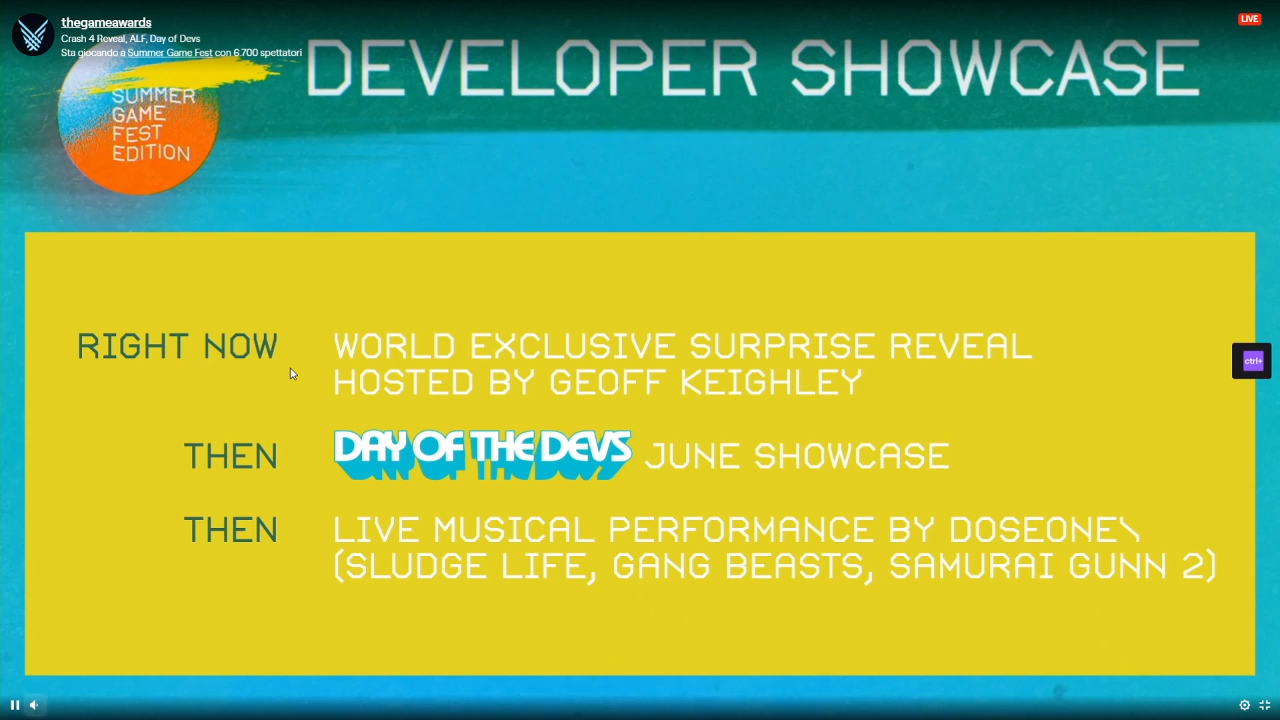 thegameawards
Crash 4 Reveal, ALF, Day of Devs
Sta giocando a Summer Game Fest con 6.700 spettatori
LIVE
DEVELOPER SHOWCASE
SUMMER
GAME
FEST
EDITION
RIGHT NOW
WORLD EXCLUSIVE SURPRISE REVEAL
HOSTED BY GEOFF KEIGHLEY
ctrl+
THEN
DAY OF THE DEVS JUNE SHOWCASE
THEN
LIVE MUSICAL PERFORMANCE BY DOSEONE\
(SLUDGE LIFE, GANG BEASTS, SAMURAI GUNN 2)